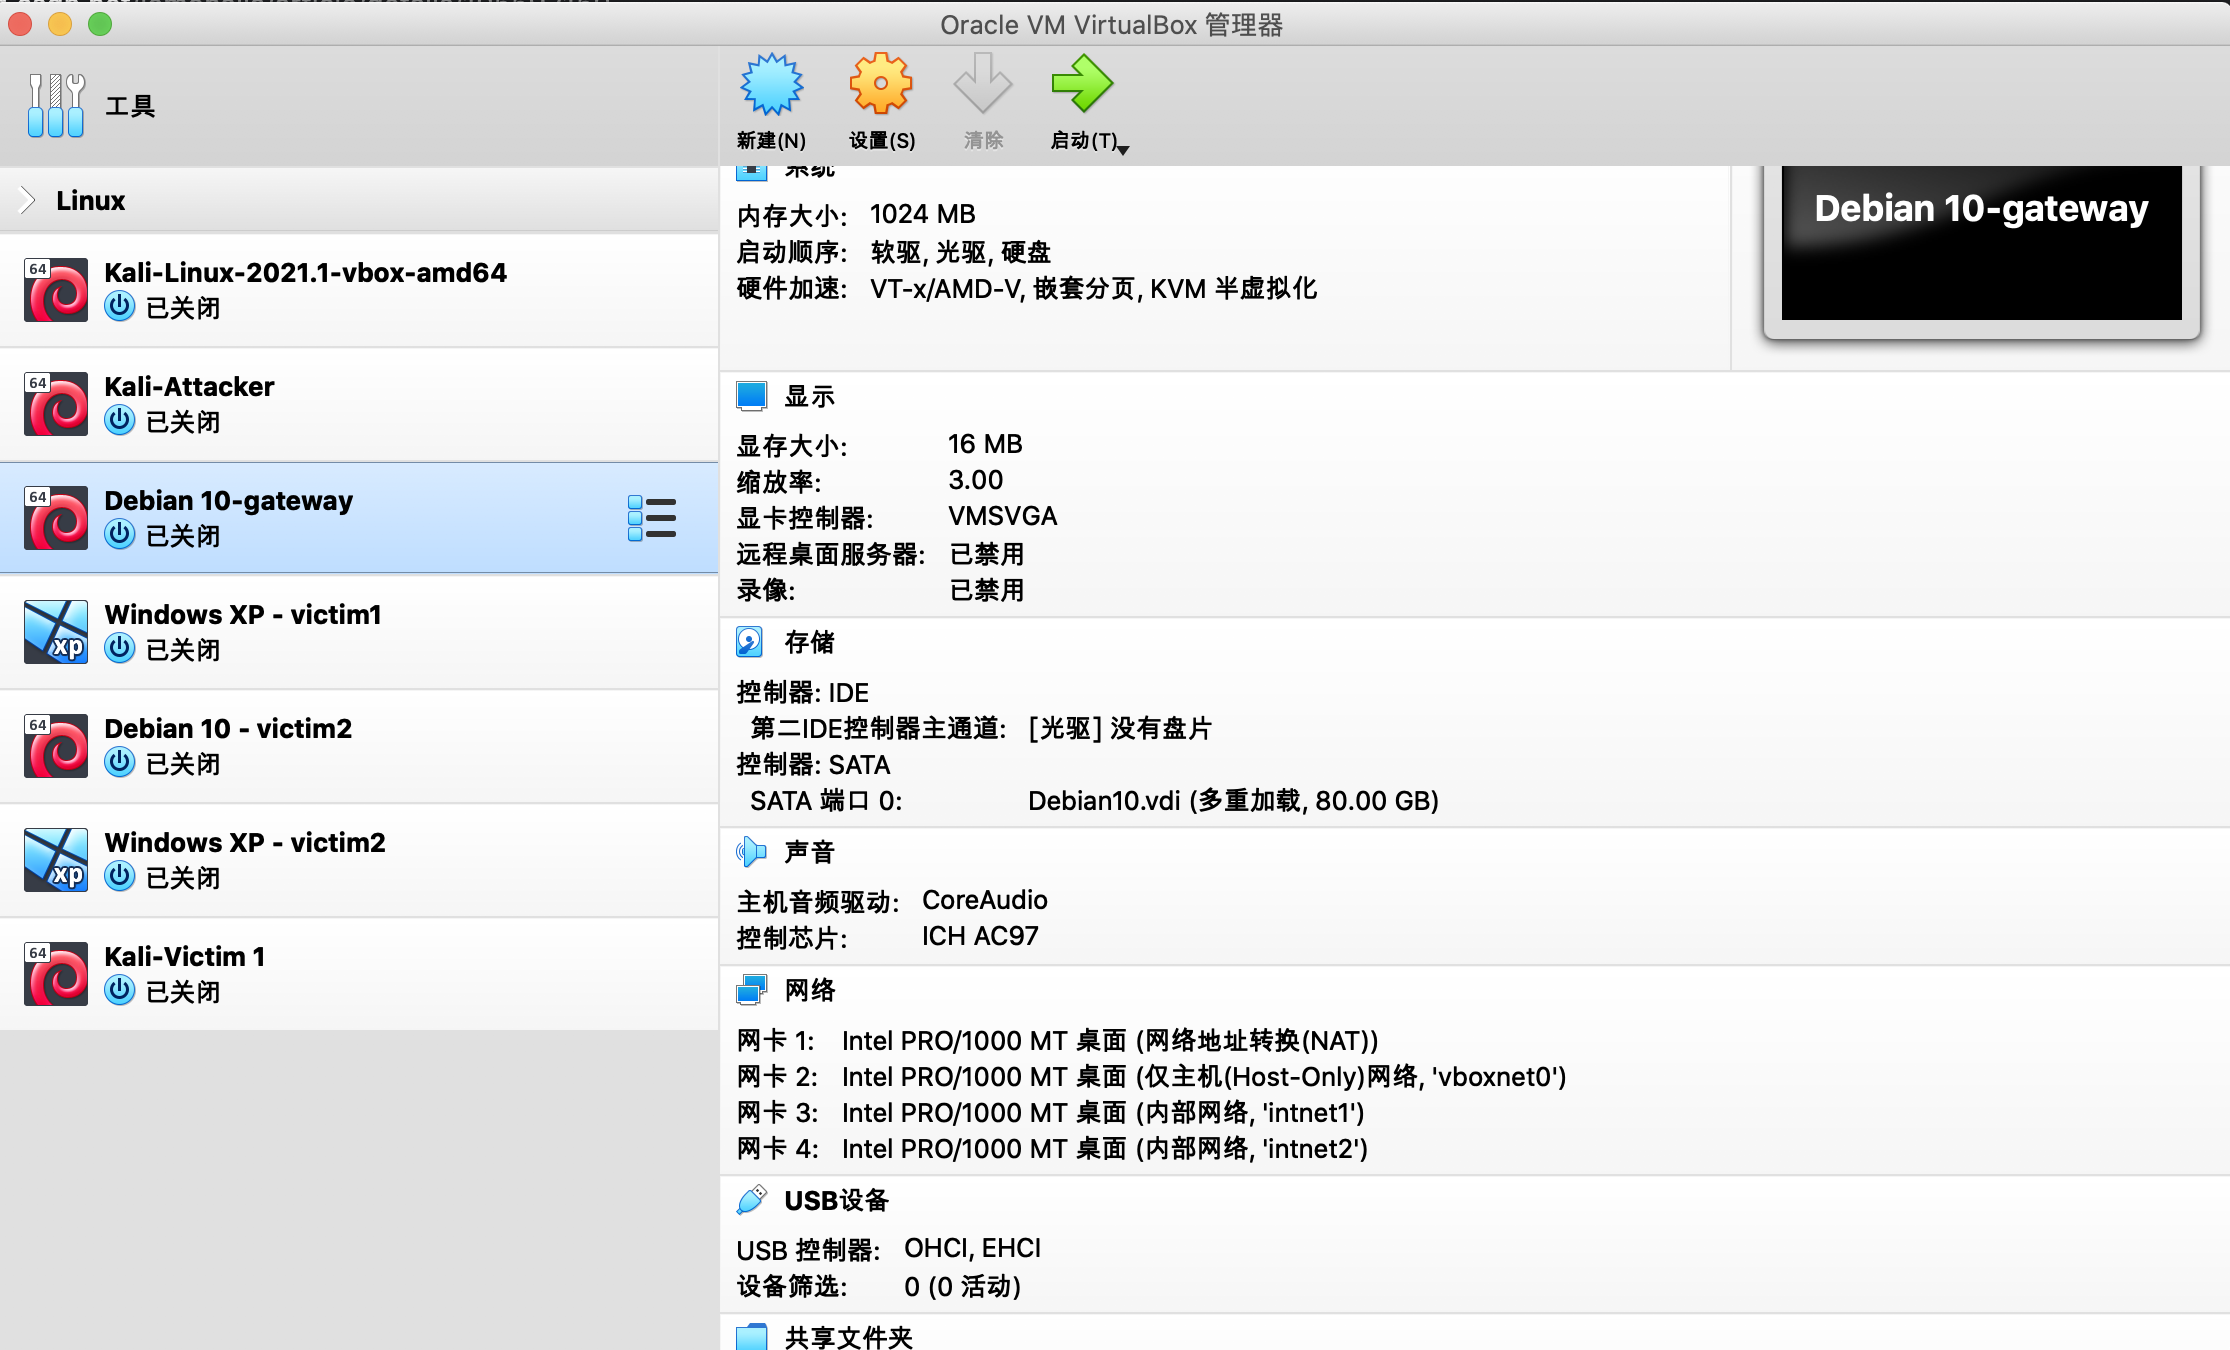 Oracle VM VirtualBox 管理器
工具
新建(N)
设置(S)
清除
启动(T)
Linux
64
Kali-Linux-2021.1-vbox-amd64
已关闭
64
Kali-Attacker
已关闭
64
Debian 10-gateway
已关闭
xp
Windows XP - victim1
已关闭
64
Debian 10 - victim2
已关闭
xp
Windows XP - victim2
已关闭
64
Kali-Victim 1
已关闭
系统
内存大小: 1024 MB
启动顺序: 软驱, 光驱, 硬盘
硬件加速: VT-x/AMD-V, 嵌套分页, KVM 半虚拟化
Debian 10-gateway
显示
显存大小: 16 MB
缩放率: 3.00
显卡控制器: VMSVGA
远程桌面服务器: 已禁用
录像: 已禁用
存储
控制器: IDE
第二IDE控制器主通道: [光驱] 没有盘片
控制器: SATA
SATA 端口 0: Debian10.vdi (多重加载, 80.00 GB)
声音
主机音频驱动: CoreAudio
控制芯片: ICH AC97
网络
网卡 1: Intel PRO/1000 MT 桌面 (网络地址转换(NAT))
网卡 2: Intel PRO/1000 MT 桌面 (仅主机(Host-Only)网络, 'vboxnet0')
网卡 3: Intel PRO/1000 MT 桌面 (内部网络, 'intnet1')
网卡 4: Intel PRO/1000 MT 桌面 (内部网络, 'intnet2')
USB设备
USB 控制器: OHCI, EHCI
设备筛选: 0 (0 活动)
共享文件夹